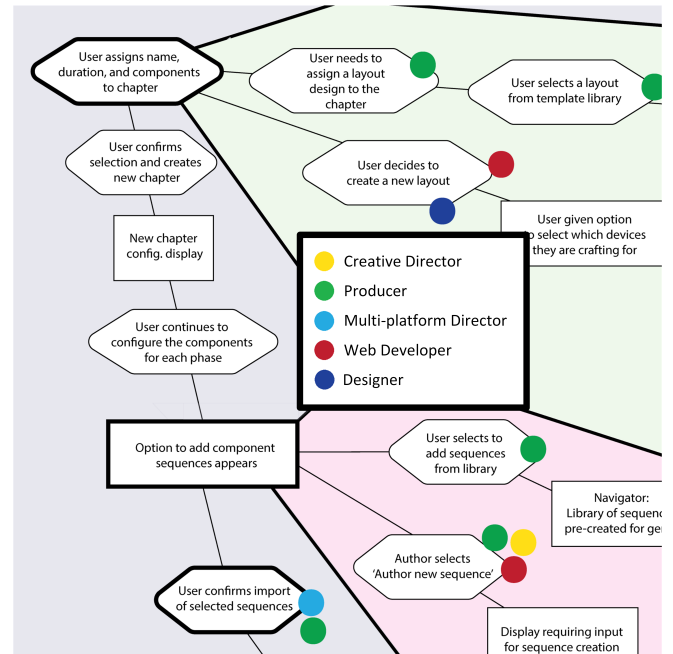 User assigns name,
duration, and components
to chapter
User needs to
assign a layout
design to the
chapter
User selects a layout
from template library
User confirms
selection and creates
new chapter
User decides to
create a new layout
New chapter
config. display
User given option
to select which devices
they are crafting for
Creative Director
Producer
Multi-platform Director
Web Developer
Designer
User continues to
configure the components
for each phase
Option to add component
sequences appears
User selects to
add sequences
from library
Navigator:
Library of
pre-created for
Author selects
‘Author new sequence’
User confirms import
of selected sequences
Display requiring input
for sequence creation